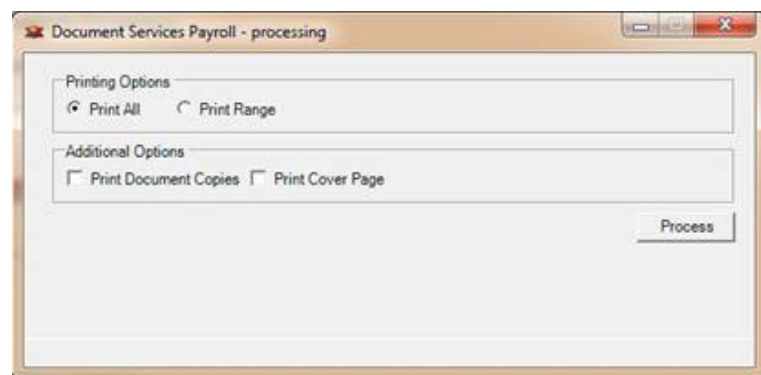 Document Services Payroll - processing
Printing Options
Print All Print Range
Additional Options
Print Document Copies Print Cover Page
Process